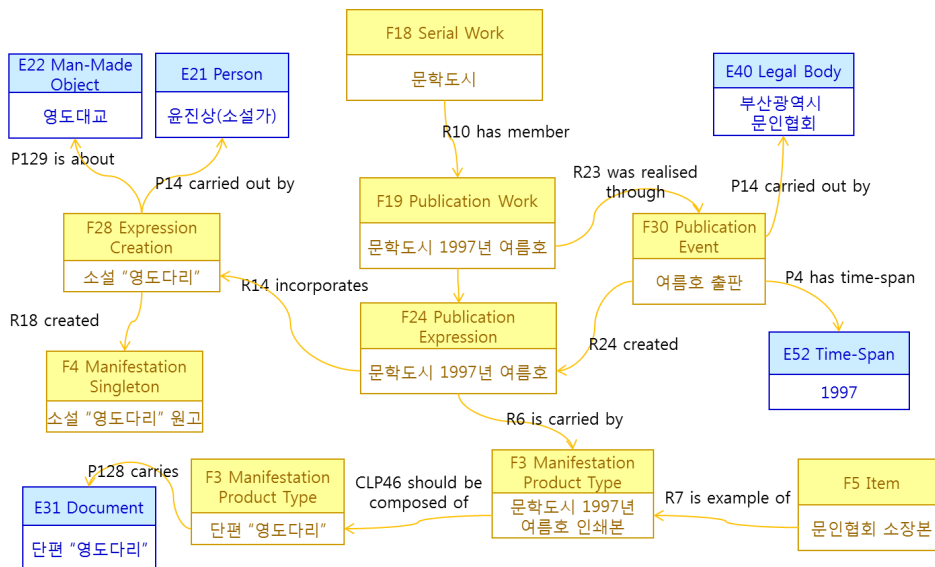 F18 Serial Work
문학도시
E22 Man-Made
Object
영도대교
E21 Person
윤진상(소설가)
E40 Legal Body
부산광역시
문인협회
R10 has member
P129 is about
P14 carried out by
R23 was realised
through
P14 carried out by
F19 Publication Work
문학도시 1997년 여름호
F28 Expression
Creation
소설 “영도다리”
F30 Publication
Event
여름호 출판
R14 incorporates
P4 has time-span
R18 created
F24 Publication
Expression
문학도시 1997년 여름호
R24 created
E52 Time-Span
1997
F4 Manifestation
Singleton
소설 “영도다리” 원고
R6 is carried by
P128 carries
F3 Manifestation
Product Type
단편 “영도다리”
CLP46 should be
composed of
F3 Manifestation
Product Type
문학도시 1997년
여름호 인쇄본
R7 is example of
F5 Item
문인협회 소장본
E31 Document
단편 “영도다리”